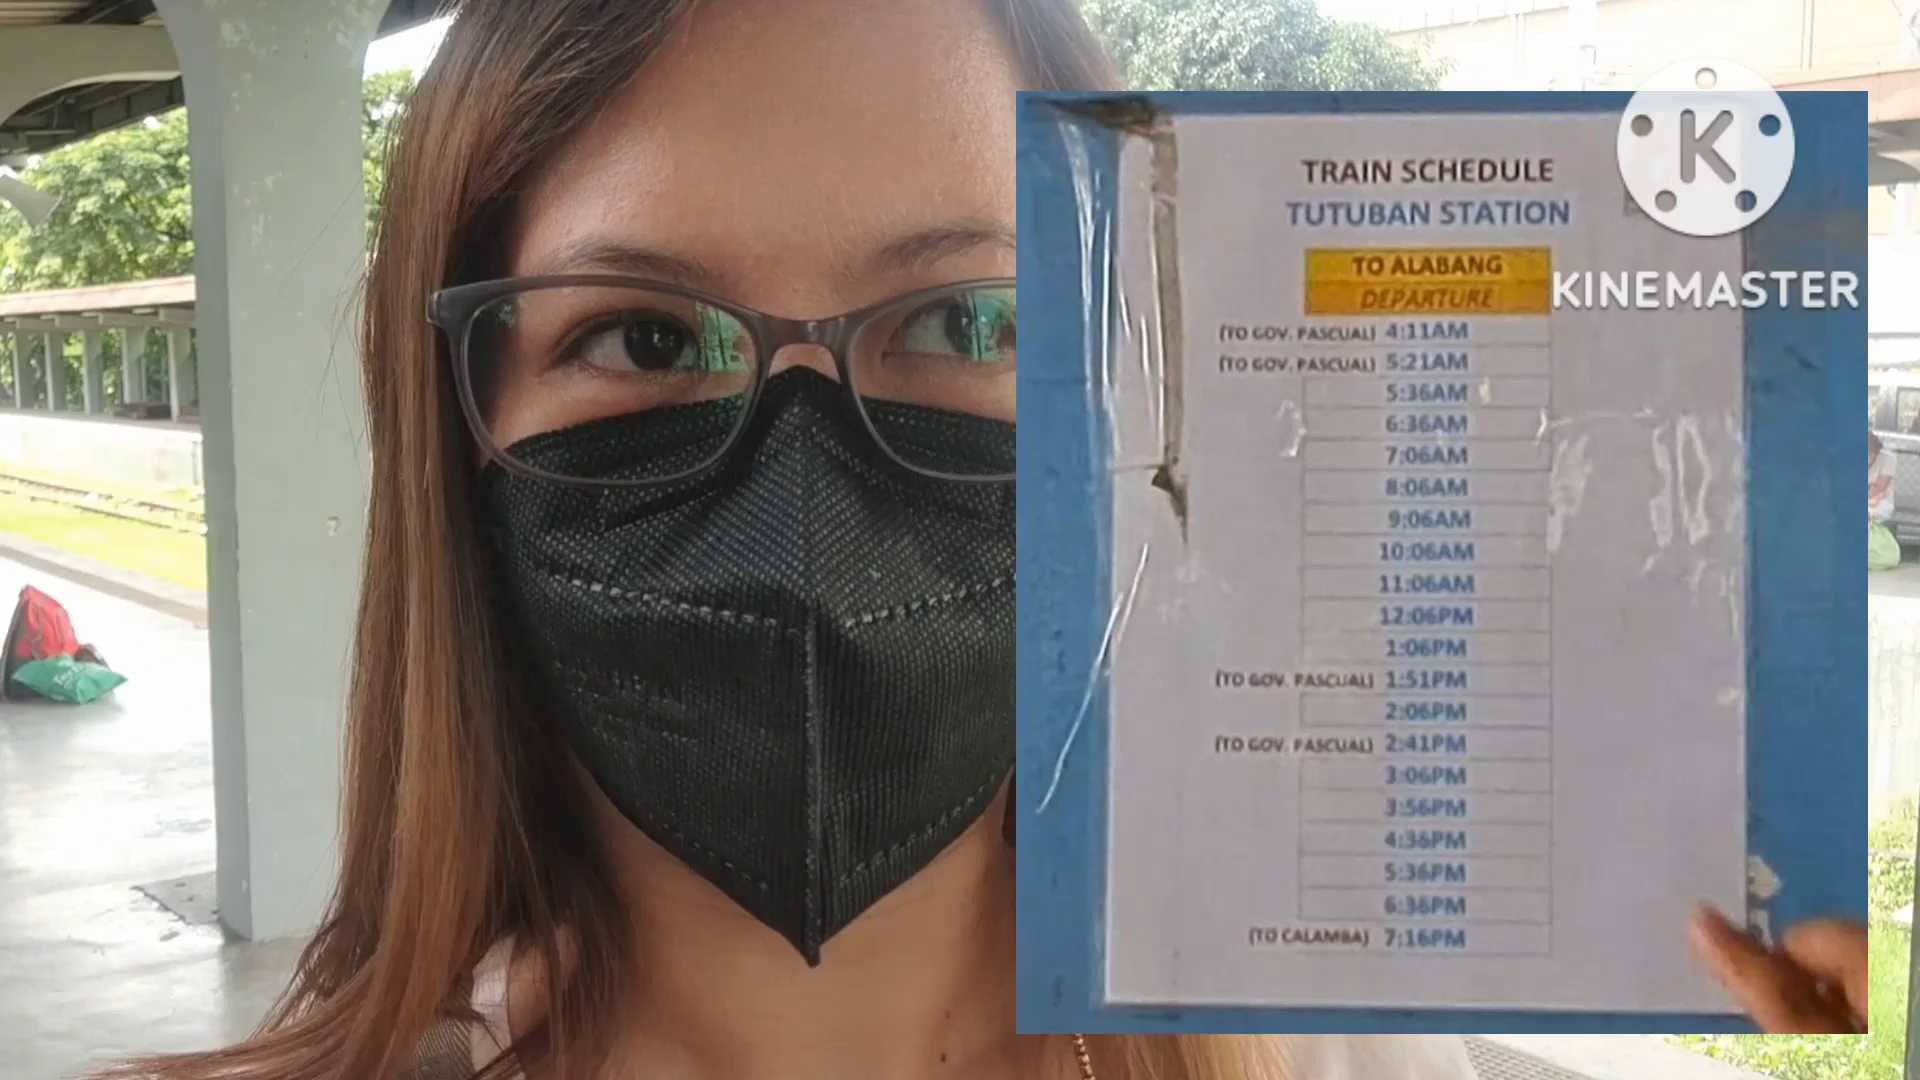 TRAIN SCHEDULE
TUTUBAN STATION
TO ALABANG
DEPARTURE
(TO GOV. PASCUAL) 4:11AM
(TO GOV. PASCUAL) 5:21AM
5:36AM
6:36AM
7:06AM
8:06AM
9:06AM
10:06AM
11:06AM
12:06PM
1:06PM
(TO GOV. PASCUAL) 1:51PM
2:06PM
(TO GOV. PASCUAL) 2:41PM
3:06PM
3:56PM
4:36PM
5:36PM
6:36PM
(TO CALAMBA) 7:16PM
K
KINEMASTER